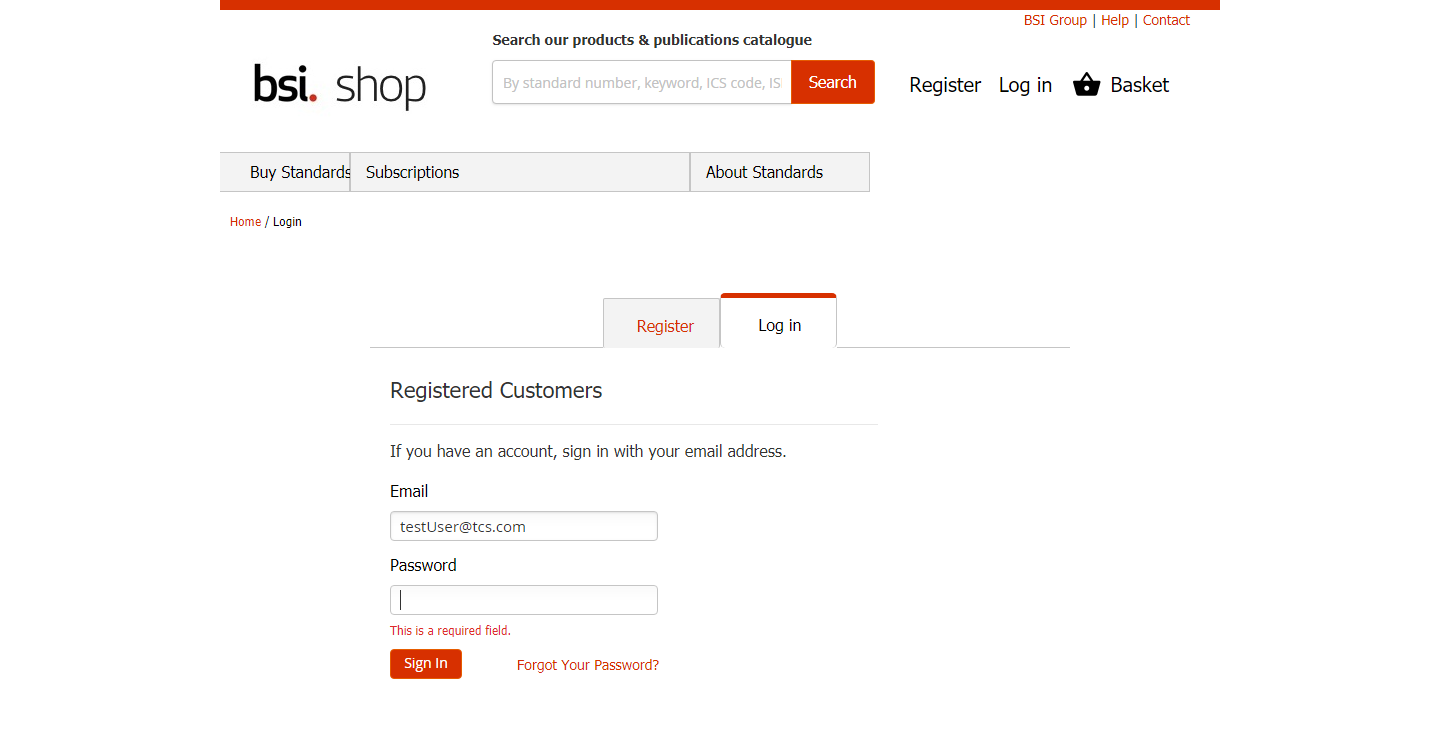 BSI Group | Help | Contact
Search our products & publications catalogue
bsi. shop
By standard number, keyword, ICS code, IS
Search
Register Log in Basket
Buy Standards Subscriptions About Standards
Home / Login
Register Log in
Registered Customers
If you have an account, sign in with your email address.
Email
testUser@tcs.com
Password
This is a required field.
Sign In Forgot Your Password?